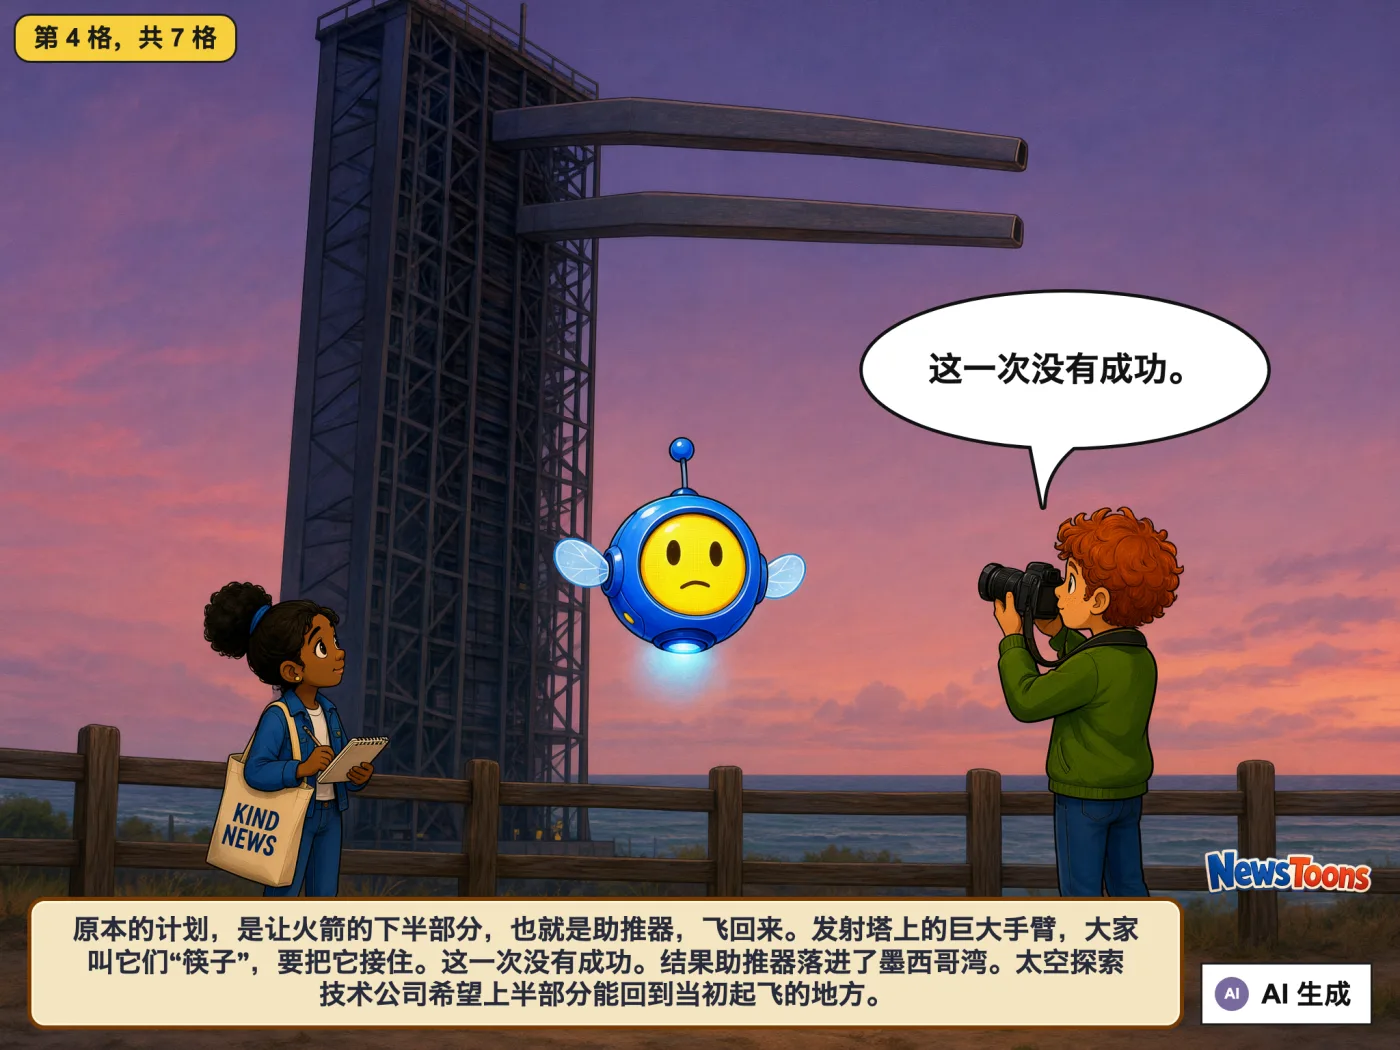 第 4 格，共 7 格
这一次没有成功。
KIND
NEWS
NewsToons
原本的计划，是让火箭的下半部分，也就是助推器，飞回来。发射塔上的巨大手臂，大家
叫它们“筷子”，要把它接住。这一次没有成功。结果助推器落进了墨西哥湾。太空探索
技术公司希望上半部分能回到当初起飞的地方。
AI AI 生成